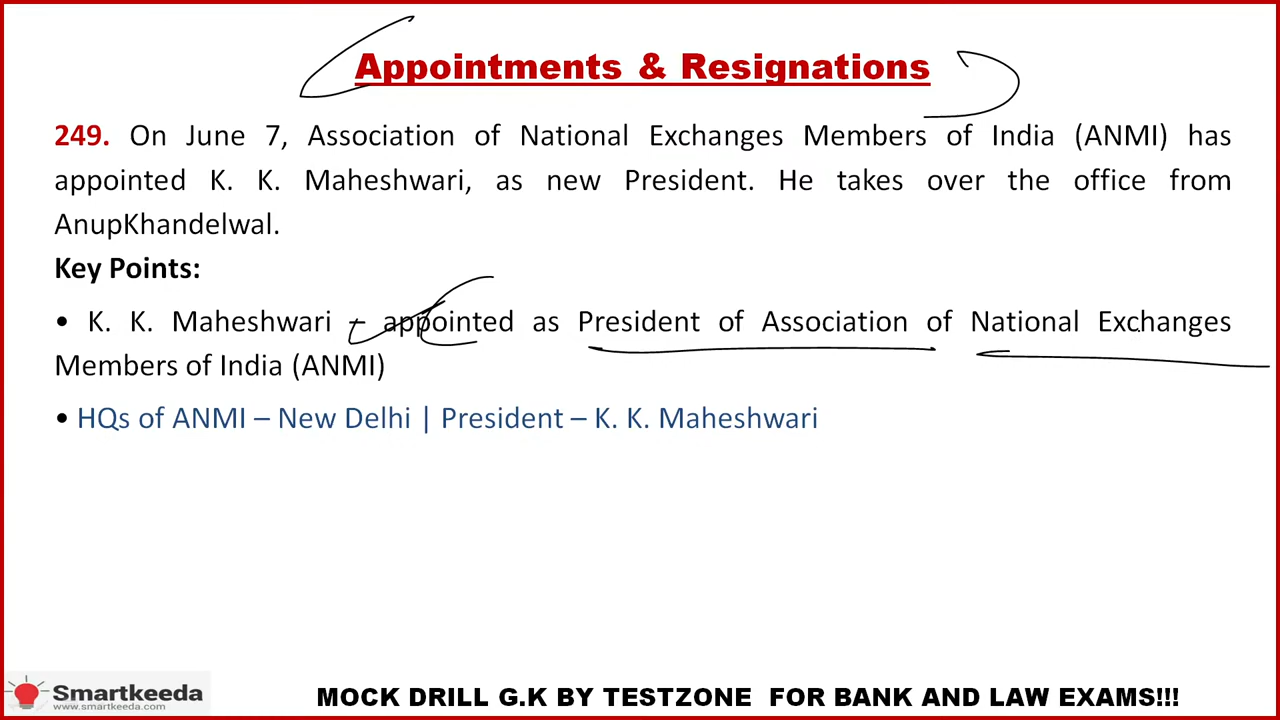 Appointments & Resignations
249. On June 7, Association of National Exchanges Members of India (ANMI) has
appointed K. K. Maheshwari, as new President. He takes over the office from
AnupKhandelwal.
Key Points:
• K. K. Maheshwari – appointed as President of Association of National Exchanges
Members of India (ANMI)
• HQs of ANMI – New Delhi | President – K. K. Maheshwari
Smartkeeda
www.smartkeeda.com
MOCK DRILL G.K BY TESTZONE FOR BANK AND LAW EXAMS!!!